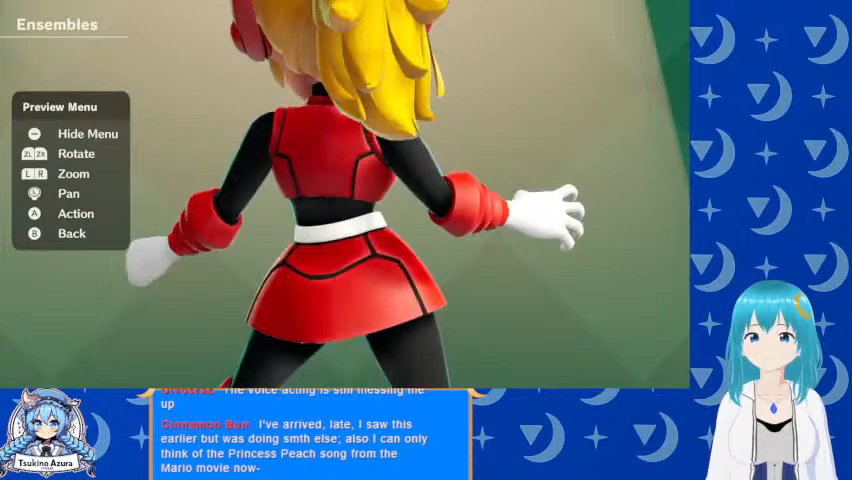 Ensembles
Preview Menu
Hide Menu
ZL ZR Rotate
L R Zoom
L Pan
A Action
B Back
The voice acting is still messing me
up
Cinnamon Bun I've arrived, late, I saw this
earlier but was doing smth else; also I can only
think of the Princess Peach song from the
Mario movie now-
Tsukino Azura